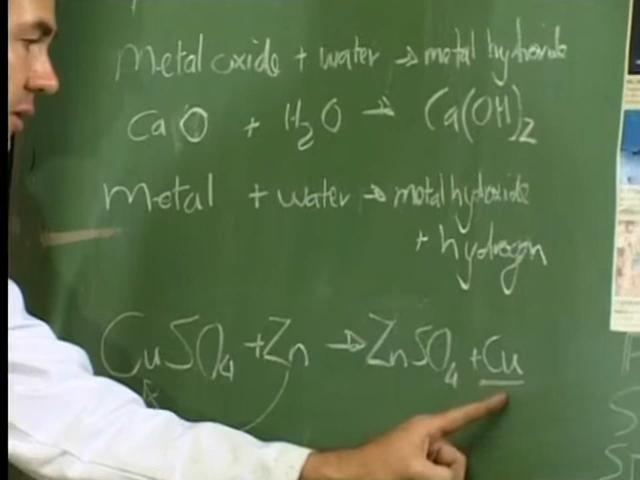 Metal oxide + water → metal hydroxide
CaO + H₂O → Ca(OH)₂
Metal + water → metal hydroxide
+ hydrogen
CuSO₄ + Zn → ZnSO₄ + Cu